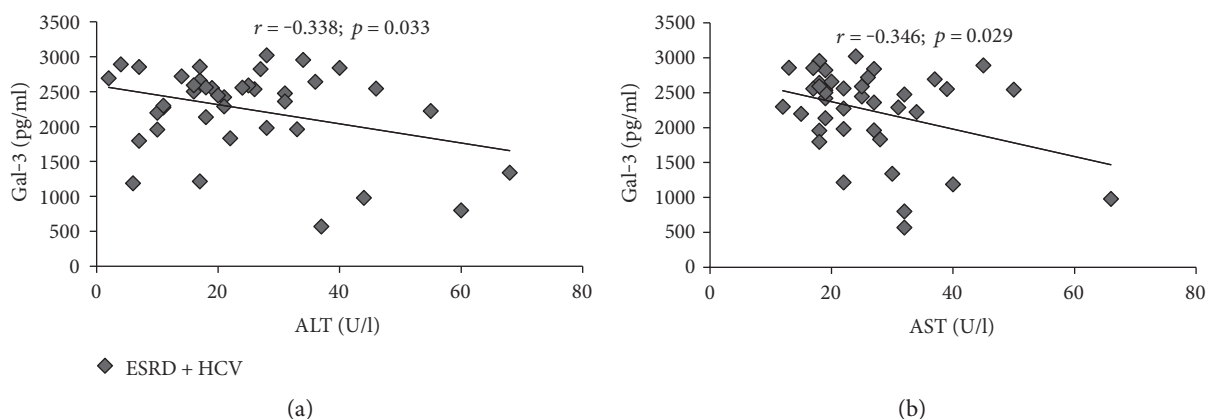 3500
3000
2500
2000
1500
1000
500
0
Gal-3 (pg/ml)
r = −0.338; p = 0.033
0 20 40 60 80
ALT (U/l)
ESRD + HCV
(a)
3500
3000
2500
2000
1500
1000
500
0
Gal-3 (pg/ml)
r = −0.346; p = 0.029
0 20 40 60 80
AST (U/l)
(b)